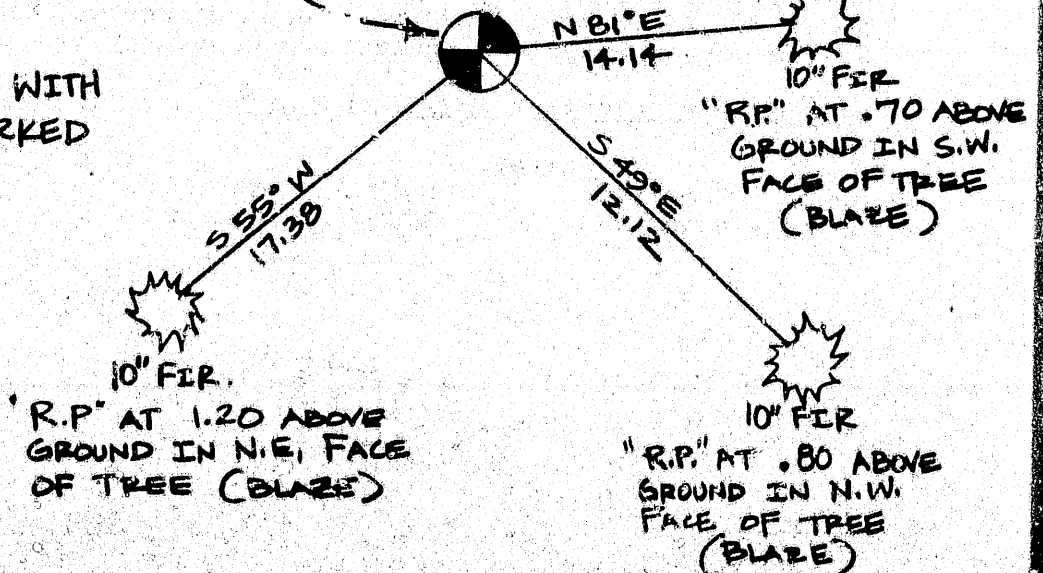 WITH
RKED
N 81° E
14.14
10" FIR
"R.P." AT .70 ABOVE
GROUND IN S.W.
FACE OF TREE
(BLAZE)
S 55° W
17.38
S 49° E
12.12
10" FIR.
R.P" AT 1.20 ABOVE
GROUND IN N.E, FACE
OF TREE (BLAZE)
10" FIR
"R.P." AT .80 ABOVE
GROUND IN N.W.
FACE OF TREE
(BLAZE)